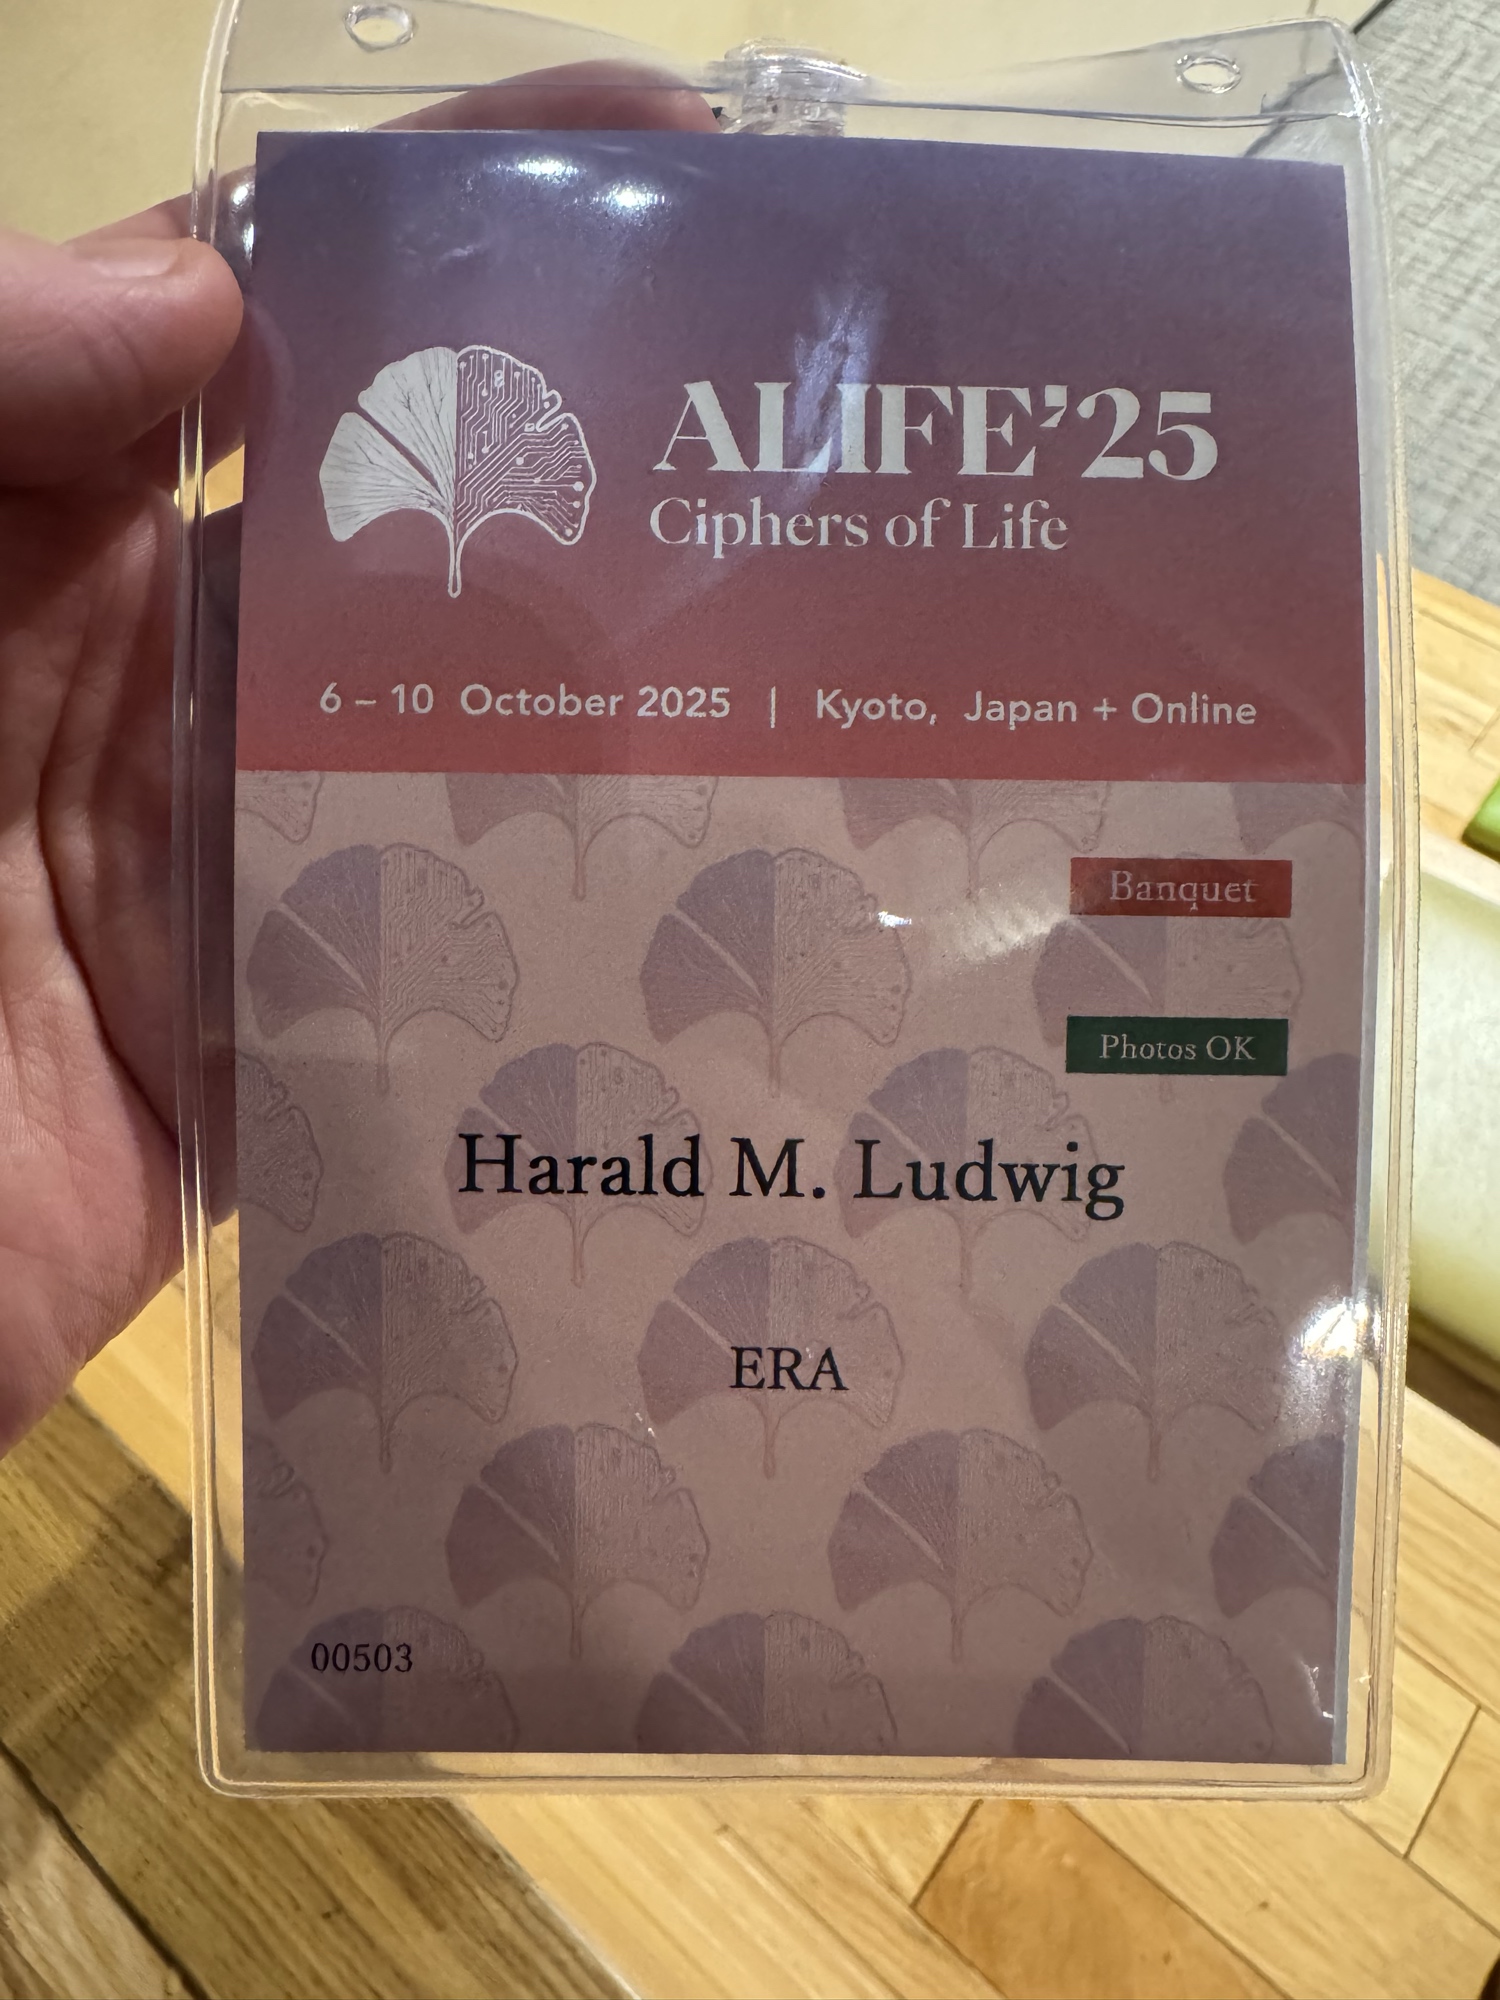 ALIFE'25
Ciphers of Life
6 – 10 October 2025 | Kyoto, Japan + Online
Banquet
Photos OK
Harald M. Ludwig
ERA
00503